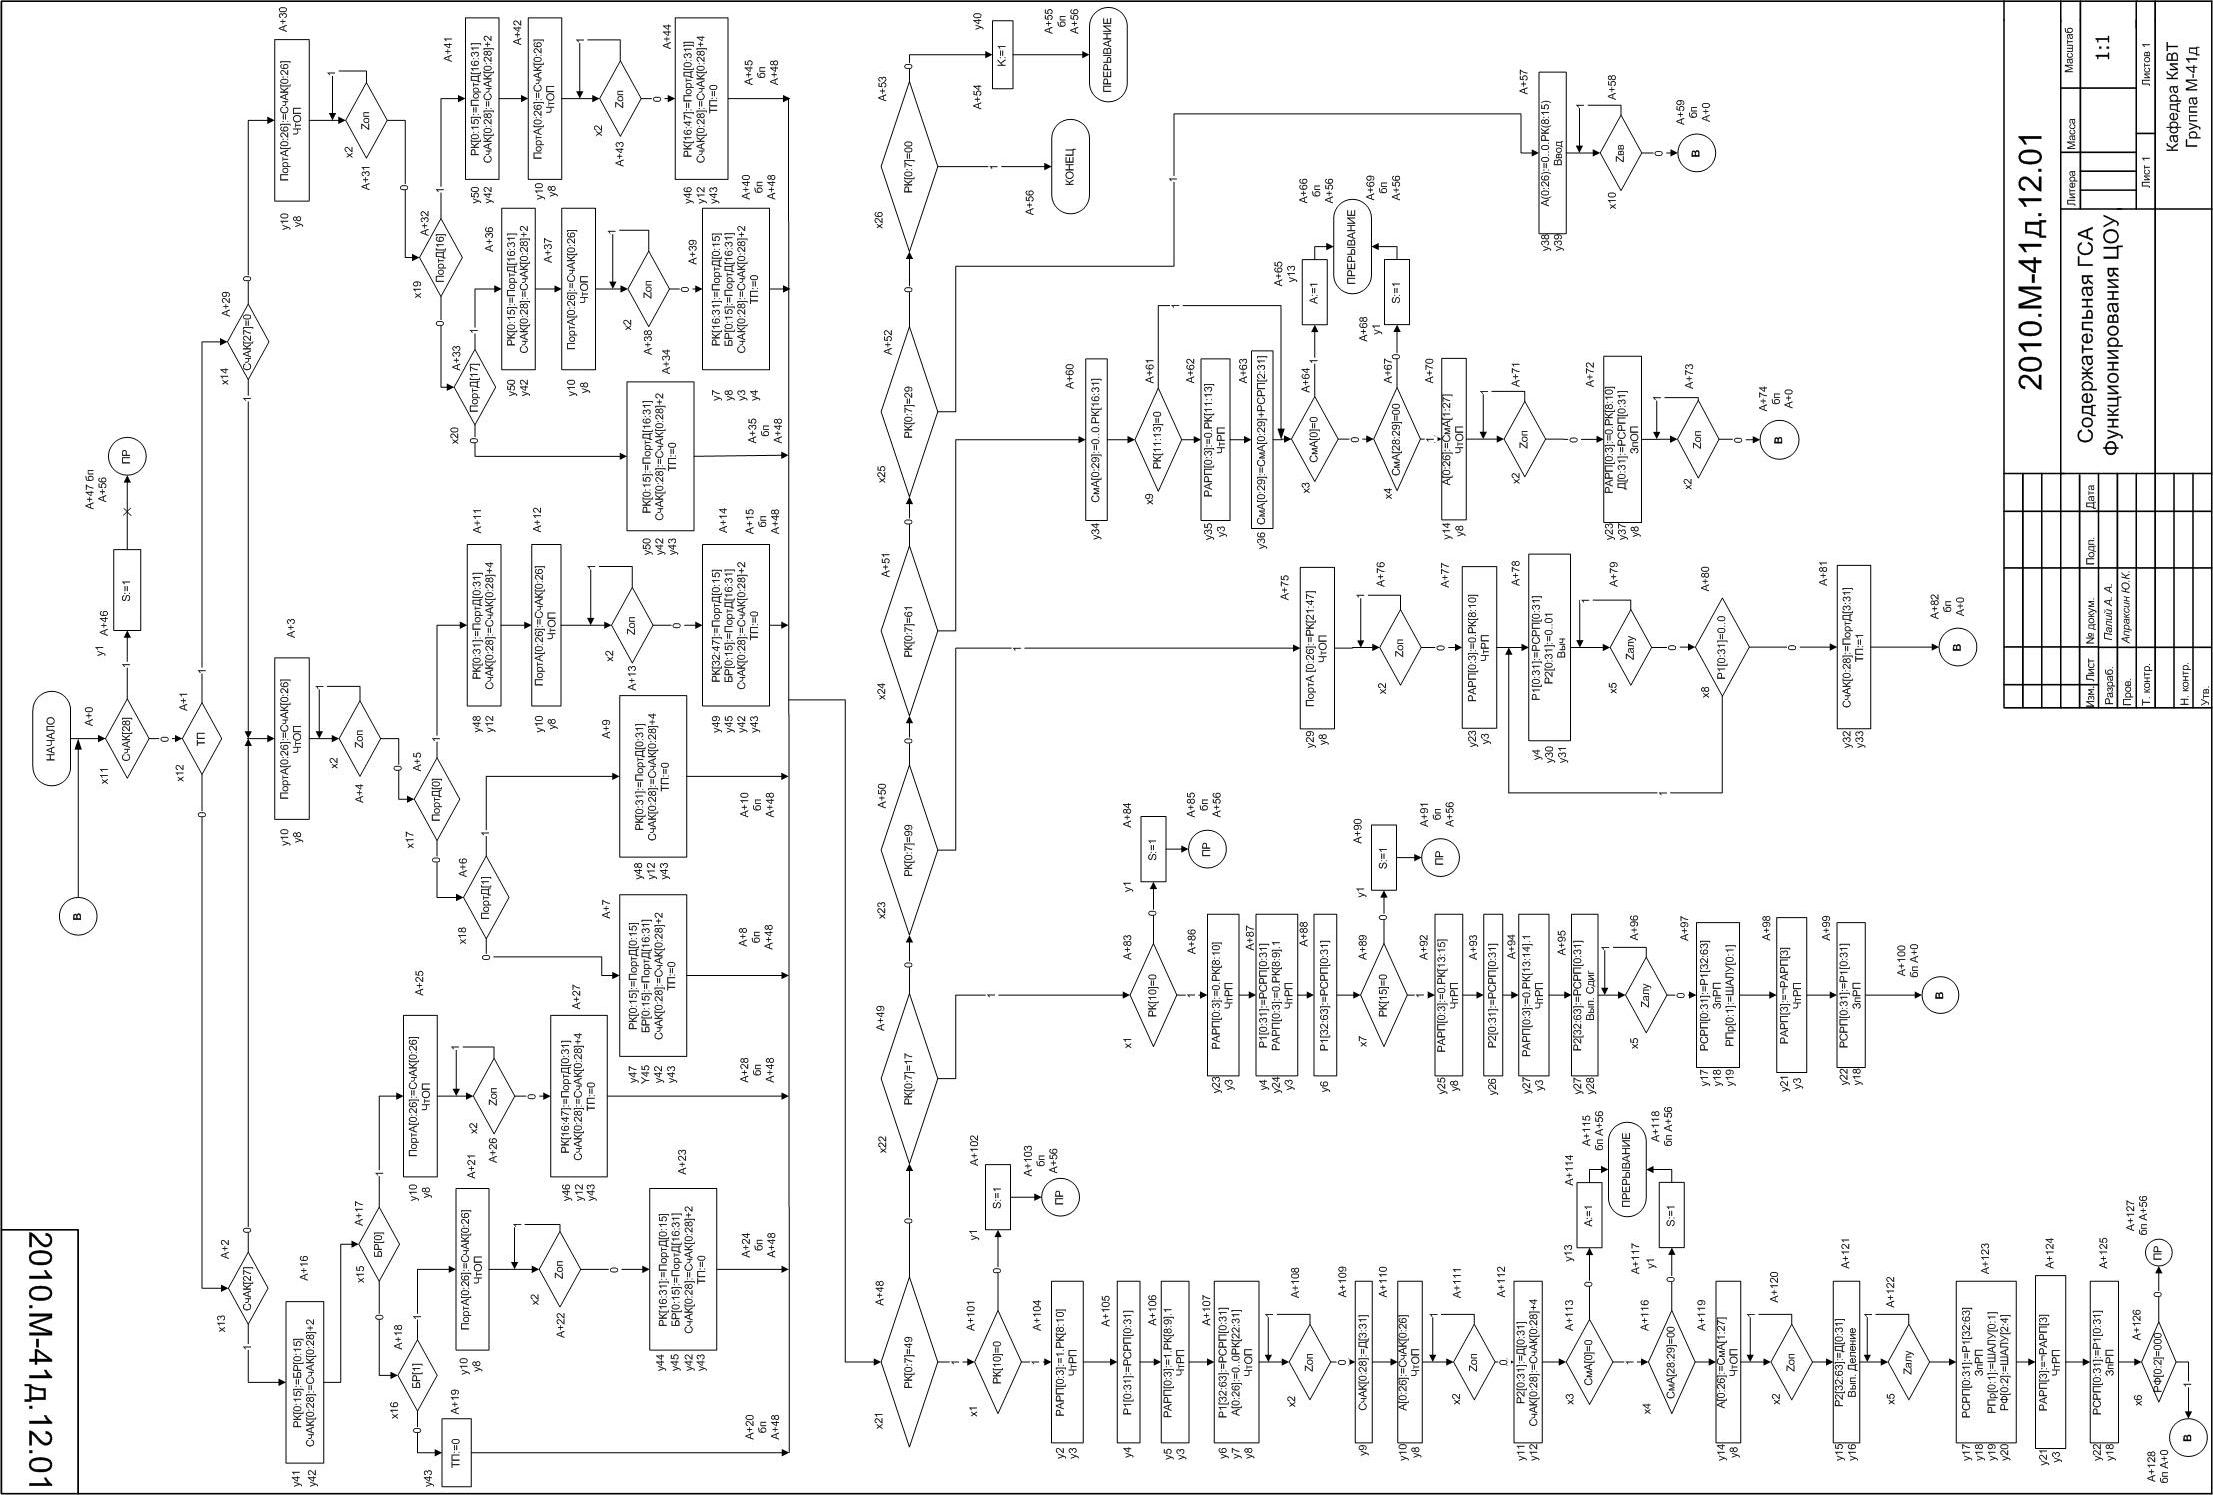 2010.М-41д.12.01
НАЧАЛО
В
A+0
СчАК[28]
x11
1
0
y1
A+46
S:=1
A+47 бп
A+56
ПР
A+1
ТП
x12
0
1
A+2
СчАК[27]
x13
0
1
A+29
СчАК[27]=0
x14
1
0
A+3
ПортА[0:26]:=СчАК[0:26]
ЧтОП
y10
y8
Zоп
x2
A+4
1
0
A+5
ПортД[0]
x17
0
1
A+6
ПортД[1]
x18
0
1
A+7
РК[0:15]:=ПортД[0:15]
БР[0:15]:=ПортД[16:31]
СчАК[0:28]:=СчАК[0:28]+2
ТП:=0
y47
Y45
y42
y43
A+8
бп
A+48
A+9
РК[0:31]:=ПортД[0:31]
СчАК[0:28]:=СчАК[0:28]+4
ТП:=0
y48
y12
y43
A+10
бп
A+48
A+11
РК[0:31]:=ПортД[0:31]
СчАК[0:28]:=СчАК[0:28]+4
y48
y12
A+12
ПортА[0:26]:=СчАК[0:26]
ЧтОП
y10
y8
Zоп
x2
A+13
1
0
A+14
РК[32:47]:=ПортД[0:15]
БР[0:15]:=ПортД[16:31]
СчАК[0:28]:=СчАК[0:28]+2
ТП:=0
y49
y45
y42
y43
A+15
бп
A+48
A+16
РК[0:15]:=БР[0:15]
СчАК[0:28]:=СчАК[0:28]+2
y41
y42
A+17
БР[0]
x15
0
1
A+18
БР[1]
x16
0
1
A+19
ТП:=0
y43
A+20
бп
A+48
A+21
ПортА[0:26]:=СчАК[0:26]
ЧтОП
y10
y8
Zоп
x2
A+22
1
0
A+23
РК[16:31]:=ПортД[0:15]
БР[0:15]:=ПортД[16:31]
СчАК[0:28]:=СчАК[0:28]+2
ТП:=0
y44
y45
y42
y43
A+24
бп
A+48
A+25
ПортА[0:26]:=СчАК[0:26]
ЧтОП
y10
y8
Zоп
x2
A+26
1
0
A+27
РК[16:47]:=ПортД[0:31]
СчАК[0:28]:=СчАК[0:28]+4
ТП:=0
y46
y12
y43
A+28
бп
A+48
A+30
ПортА[0:26]:=СчАК[0:26]
ЧтОП
y10
y8
Zоп
x2
A+31
1
0
A+32
ПортД[16]
x19
0
1
A+33
ПортД[17]
x20
0
1
A+34
РК[0:15]:=ПортД[16:31]
СчАК[0:28]:=СчАК[0:28]+2
ТП:=0
y50
y42
y43
A+35
бп
A+48
A+36
РК[0:15]:=ПортД[16:31]
СчАК[0:28]:=СчАК[0:28]+2
y50
y42
A+37
ПортА[0:26]:=СчАК[0:26]
ЧтОП
y10
y8
Zоп
x2
A+38
1
0
A+39
РК[16:31]:=ПортД[0:15]
БР[0:15]:=ПортД[16:31]
СчАК[0:28]:=СчАК[0:28]+2
ТП:=0
y7
y8
y3
y4
A+40
бп
A+48
A+41
РК[0:15]:=ПортД[16:31]
СчАК[0:28]:=СчАК[0:28]+2
y50
y42
A+42
ПортА[0:26]:=СчАК[0:26]
ЧтОП
y10
y8
Zоп
x2
A+43
1
0
A+44
РК[16:47]:=ПортД[0:31]]
СчАК[0:28]:=СчАК[0:28]+4
ТП:=0
y46
y12
y43
A+45
бп
A+48
A+48
РК[0:7]=49
x21
1
0
A+49
РК[0:7]=17
x22
1
0
A+50
РК[0:7]=99
x23
1
0
A+51
РК[0:7]=61
x24
1
0
A+52
РК[0:7]=29
x25
1
0
A+53
РК[0:7]=00
x26
1
0
A+54
K:=1
y40
A+55
бп
A+56
ПРЕРЫВАНИЕ
A+56
КОНЕЦ
A+57
А(0:26):=0..0.РК(8:15)
Ввод
y38
y39
A+58
Zвв
x10
1
0
A+59
бп
A+0
В
A+60
СмА[0:29]:=0..0.РК[16:31]
y34
A+61
РК[11:13]=0
x9
1
0
A+62
РАРП[0:3]:=0.РК[11:13]
ЧтРП
y35
y3
A+63
СмА[0:29]:=СмА[0:29]+РСРП[2:31]
y36
A+64
СмА[0]=0
x3
1
0
A+65
y13
A:=1
A+66
бп
A+56
ПРЕРЫВАНИЕ
A+67
СмА[28:29]=00
x4
0
1
A+68
y1
S:=1
A+69
бп
A+56
A+70
А[0:26]:=СмА[1:27]
ЧтОП
y14
y8
A+71
Zоп
x2
1
0
A+72
РАРП[0:3]:=0.РК[8:10]
Д[0:31]:=РСРП[0:31]
ЗпОП
y23
y37
y8
A+73
Zоп
x2
1
0
A+74
бп
A+0
В
A+75
ПортА [0:26]:=РК[21:47]
ЧтОП
y29
y8
A+76
Zоп
x2
1
0
A+77
РАРП[0:3]:=0.РК[8:10]
ЧтРП
y23
y3
A+78
Р1[0:31]:=РСРП[0:31]
Р2[0:31]:=0..01
Выч
y4
y30
y31
A+79
Zалу
x5
1
0
A+80
Р1[0:31]=0..0
x8
1
0
A+81
СчАК[0:28]:=ПортД[3:31]
ТП:=1
y32
y33
A+82
бп
A+0
В
A+83
РК[10]=0
x1
0
1
A+84
S:=1
y1
A+85
бп
A+56
ПР
A+86
РАРП[0:3]:=0.РК[8:10]
ЧтРП
y23
y3
A+87
Р1[0:31]:=РСРП[0:31]
РАРП[0:3]:=0.РК[8:9].1
ЧтРП
y4
y24
y3
A+88
Р1[32:63]:=РСРП[0:31]
y6
A+89
РК[15]=0
x7
0
1
A+90
S:=1
y1
A+91
бп
A+56
ПР
A+92
РАРП[0:3]:=0.РК[13:15]
ЧтРП
y25
y8
A+93
Р2[0:31]:=РСРП[0:31]
y26
A+94
РАРП[0:3]:=0.РК[13:14].1
ЧтРП
y27
y3
A+95
Р2[32:63]:=РСРП[0:31]
Вып. Сдвиг
y27
y28
A+96
Zалу
x5
1
0
A+97
РСРП[0:31]:=Р1[32:63]
ЗпРП
РПр[0:1]:=ШАЛУ[0:1]
y17
y18
y19
A+98
РАРП[3]:=¬РАРП[3]
ЧтРП
y21
y3
A+99
РСРП[0:31]:=Р1[0:31]
ЗпРП
y22
y18
A+100
бп A+0
В
A+101
РК[10]=0
x1
0
1
A+102
S:=1
y1
A+103
бп
A+56
ПР
A+104
РАРП[0:3]:=1.РК[8:10]
ЧтРП
y2
y3
A+105
Р1[0:31]:=РСРП[0:31]
y4
A+106
РАРП[0:3]:=1.РК[8:9].1
ЧтРП
y5
y3
A+107
Р1[32:63]:=РСРП[0:31]
А[0:26]:=0..0РК[22:31]
ЧтОП
y6
y7
y8
A+108
Zоп
x2
1
0
A+109
СчАК[0:28]:=Д[3:31]
y9
A+110
А[0:26]:=СчАК[0:26]
ЧтОП
y10
y8
A+111
Zоп
x2
1
0
A+112
Р2[0:31]:=Д[0:31]
СчАК[0:28]:=СчАК[0:28]+4
y11
y12
A+113
СмА[0]=0
x3
0
1
A+114
y13
A:=1
A+115
бп A+56
ПРЕРЫВАНИЕ
A+116
СмА[28:29]=00
x4
0
1
A+117
y1
S:=1
A+118
бп A+56
A+119
А[0:26]:=СмА[1:27]
ЧтОП
y14
y8
A+120
Zоп
x2
1
0
A+121
Р2[32:63]:=Д[0:31]
Вып. Деление
y15
y16
A+122
Zалу
x5
1
A+123
РСРП[0:31]:=Р1[32:63]
ЗпРП
РПр[0:1]:=ШАЛУ[0:1]
РФ[0:2]:=ШАЛУ[2:4]
y17
y18
y19
y20
A+124
РАРП[3]:=¬РАРП[3]
ЧтРП
y21
y3
A+125
РСРП[0:31]:=Р1[0:31]
ЗпРП
y22
y18
A+126
РФ[0:2]=000
x6
0
1
A+127
бп A+56
ПР
A+128
бп A+0
В
2010.М-41д.12.01
Содержательная ГСА
Функционирования ЦОУ
Литера
Масса
Масштаб
1:1
Лист 1
Листов 1
Кафедра КиВТ
Группа М-41д
Изм.
Лист
№ докум.
Подп.
Дата
Разраб.
Палий А. А.
Пров.
Апраксин Ю.К.
Т. контр.
Н. контр.
Утв.